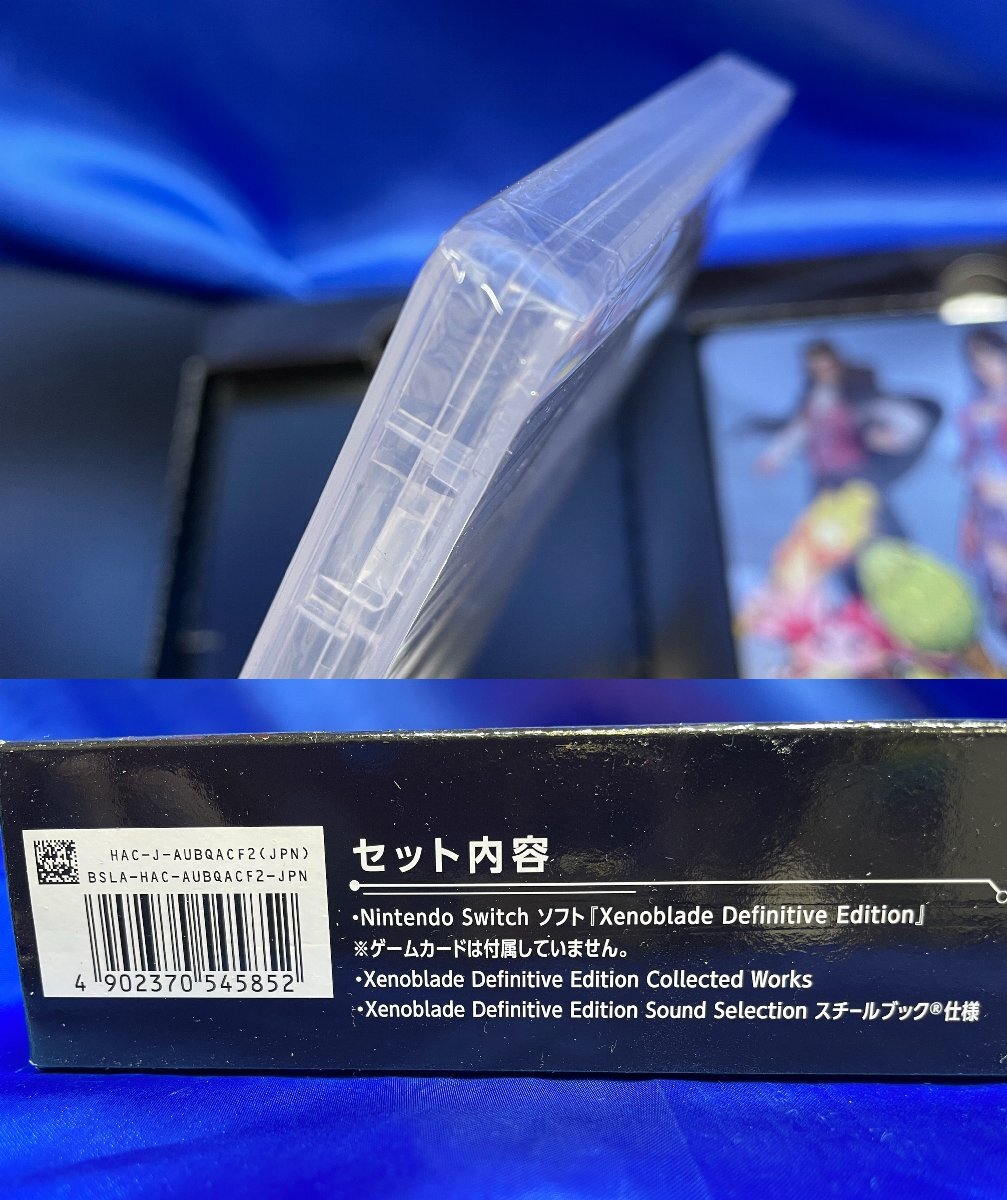 HAC-J-AUBQACF2(JPN)
BSLA-HAC-AUBQACF2-JPN
4 902370 545852
セット内容
・Nintendo Switch ソフト『Xenoblade Definitive Edition』
※ゲームカードは付属していません。
・Xenoblade Definitive Edition Collected Works
・Xenoblade Definitive Edition Sound Selection スチールブック®仕様